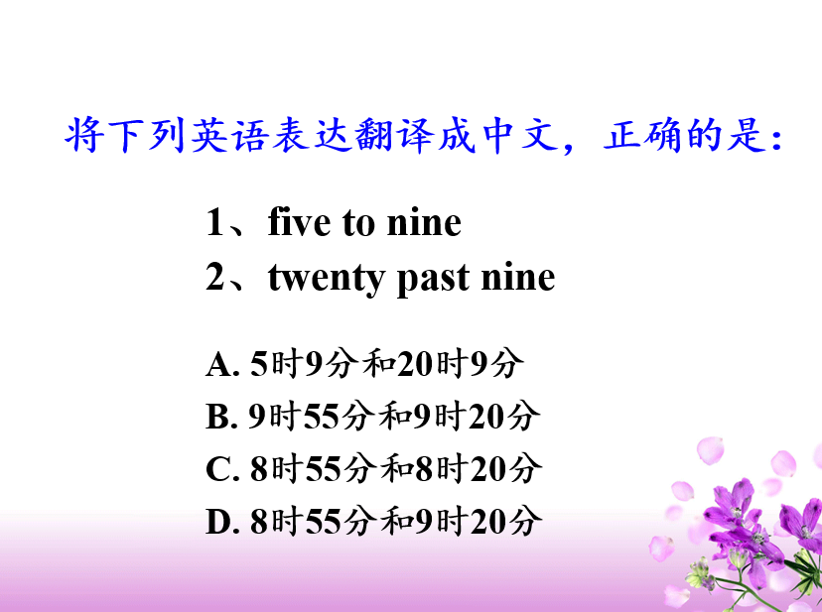 将下列英语表达翻译成中文，正确的是：
1、five to nine
2、twenty past nine
A. 5时9分和20时9分
B. 9时55分和9时20分
C. 8时55分和8时20分
D. 8时55分和9时20分